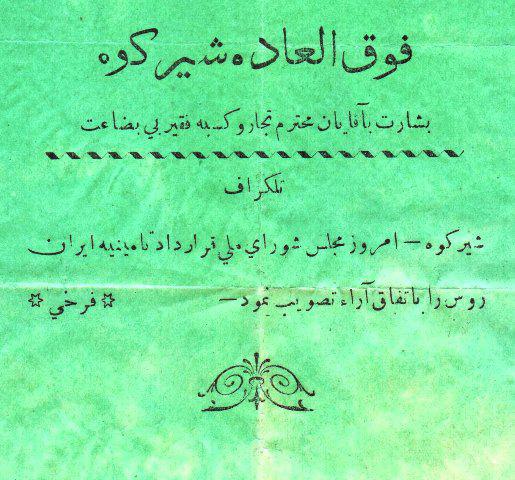 فوق العاده شیرکوه
بشارت بآقایان محترم تجار و کسبه فقیر بی بضاعت
تلکراف
شیرکوه — امروز مجلس شورای ملی قرارداد تامینیه ایران
روس را باتفاق آراء تصویب نمود — * فرخی *